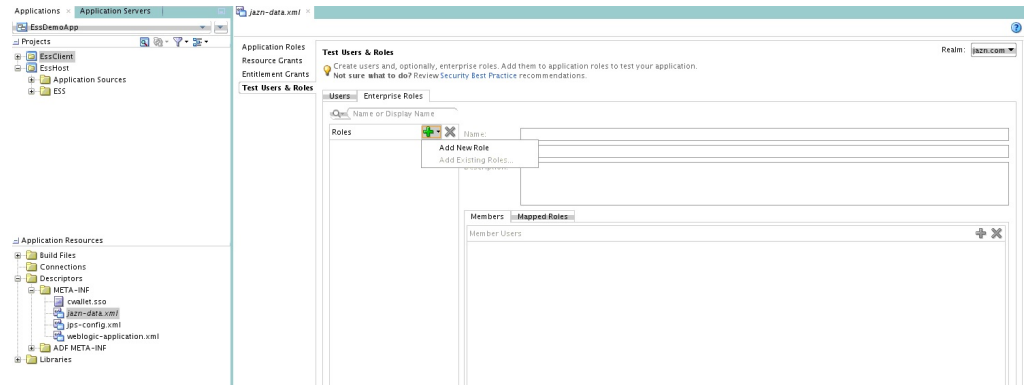 Applications
Application Servers
jazn-data.xml
EssDemoApp
Projects
EssClient
EssHost
Application Sources
ESS
Application Resources
Build Files
Connections
Descriptors
META-INF
cwallet.sso
jazn-data.xml
jps-config.xml
weblogic-application.xml
ADF META-INF
Libraries
Application Roles
Resource Grants
Entitlement Grants
Test Users & Roles
Test Users & Roles
Realm: jazn.com
Create users and, optionally, enterprise roles. Add them to application roles to test your application.
Not sure what to do? Review Security Best Practice recommendations.
Users
Enterprise Roles
Name or Display Name
Roles
Name:
Add New Role
Add Existing Roles...
Description:
Members
Mapped Roles
Member Users